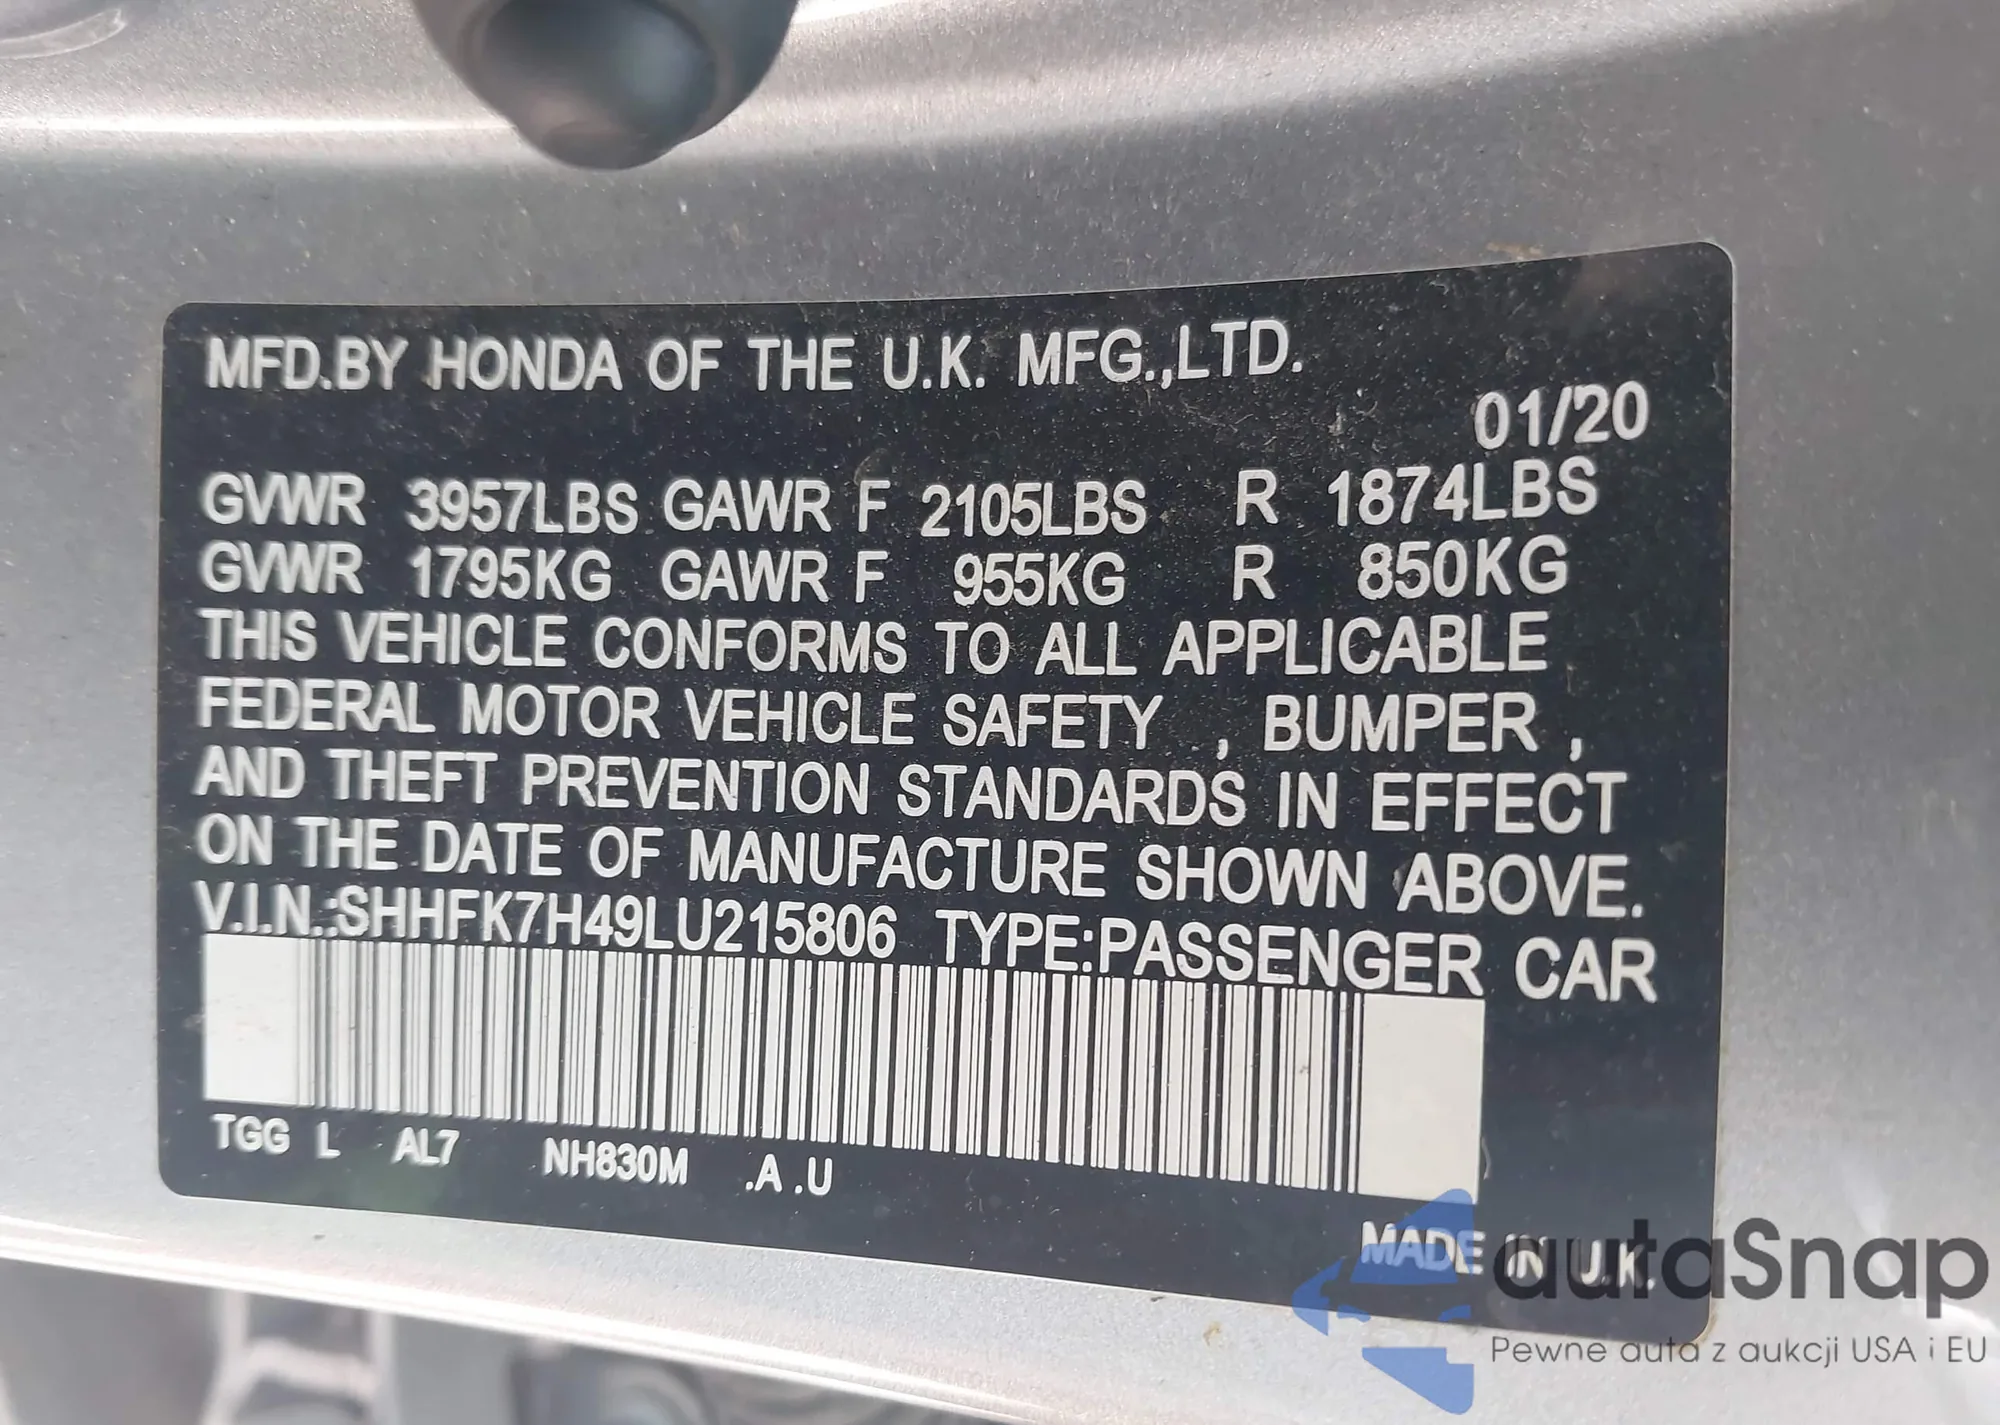 MFD.BY HONDA OF THE U.K. MFG.,LTD.
01/20
GVWR 3957LBS GAWR F 2105LBS R 1874LBS
GVWR 1795KG GAWR F 955KG R 850KG
THIS VEHICLE CONFORMS TO ALL APPLICABLE
FEDERAL MOTOR VEHICLE SAFETY , BUMPER ,
AND THEFT PREVENTION STANDARDS IN EFFECT
ON THE DATE OF MANUFACTURE SHOWN ABOVE.
V.I.N.:SHHFK7H49LU215806 TYPE:PASSENGER CAR
TGG L AL7 NH830M .A .U
MADE IN U.K.
autaSnap
Pewne auta z aukcji USA i EU